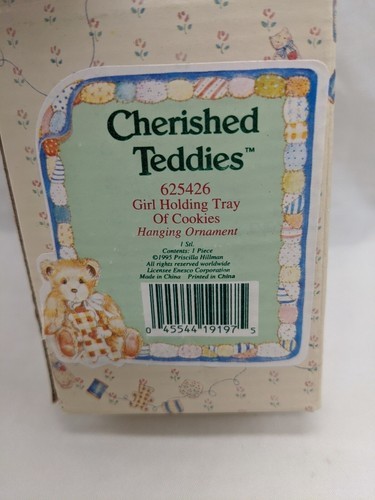 Cherished
Teddies™
625426
Girl Holding Tray
Of Cookies
Hanging Ornament
1 Stl.
Contents: 1 Piece
©1995 Priscilla Hillman
All rights reserved worldwide
Licensee Enesco Corporation
Made in China Printed in China
0 45544 19197 5